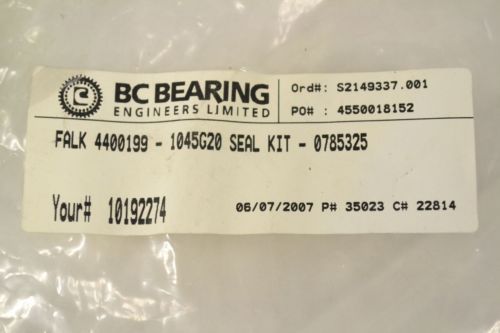 BC BEARING
ENGINEERS LIMITED
Ord#: S2149337.001
PO# : 4550018152
FALK 4400199 - 1045G20 SEAL KIT - 0785325
Your# 10192274
06/07/2007 P# 35023 C# 22814